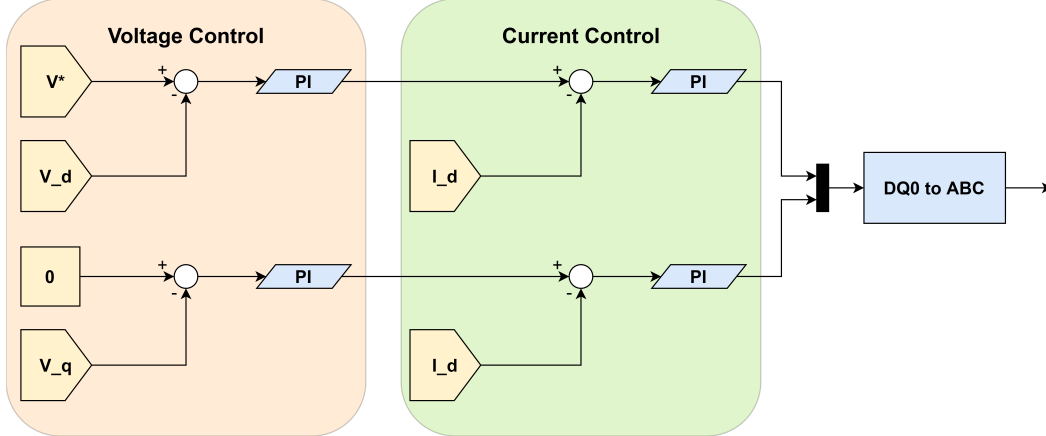 Voltage Control
Current Control
V*
+
-
PI
+
-
PI
V_d
I_d
DQ0 to ABC
0
+
-
PI
+
-
PI
V_q
I_d